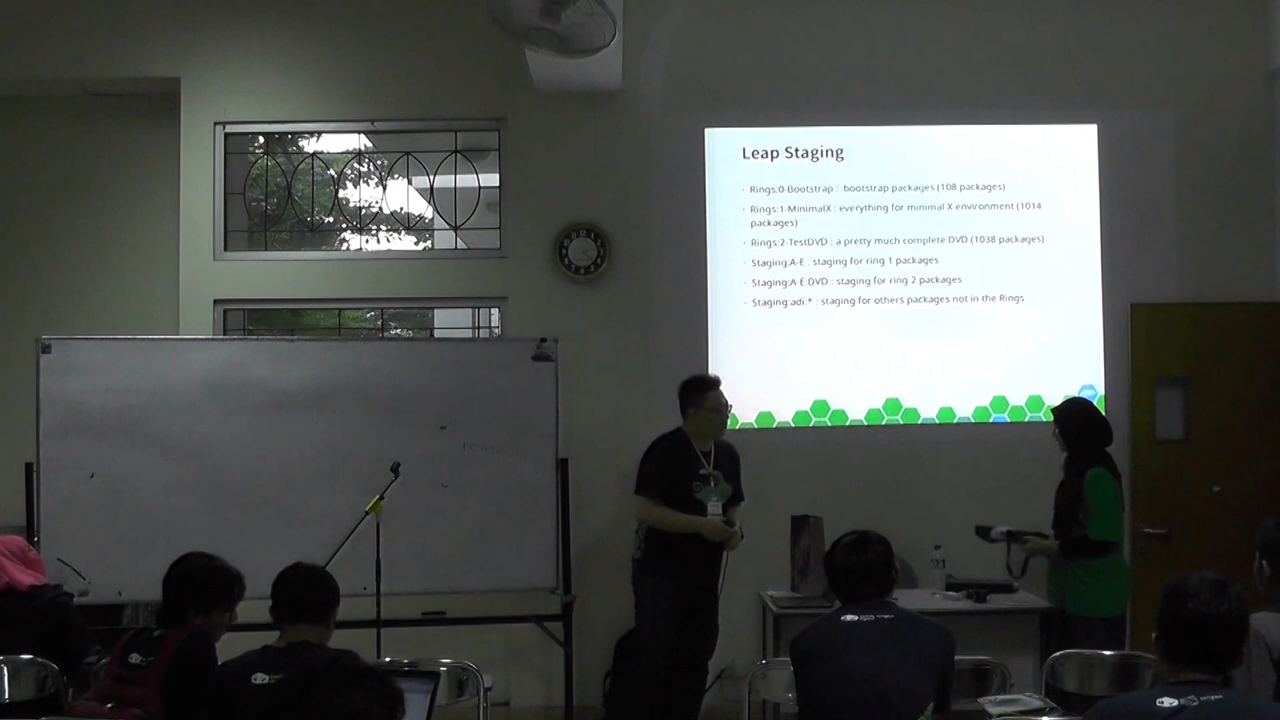 Leap Staging
· Rings:0-Bootstrap : bootstrap packages (108 packages)
· Rings:1-MinimalX : everything for minimal X environment (1014
packages)
· Rings:2-TestDVD : a pretty much complete DVD (1038 packages)
· Staging:A-E : staging for ring 1 packages
· Staging:A-E:DVD : staging for ring 2 packages
· Staging:adi:* : staging for others packages not in the Rings